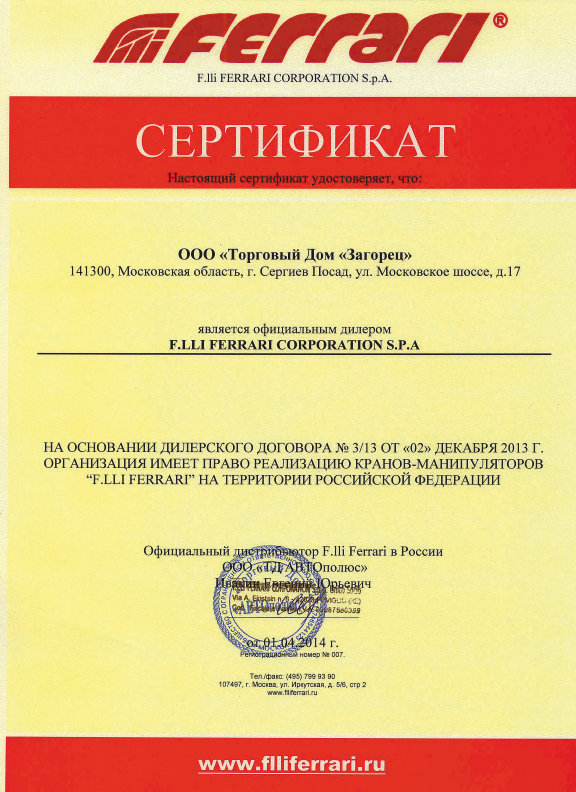 Ferrari®
F.lli FERRARI CORPORATION S.p.A.
СЕРТИФИКАТ
Настоящий сертификат удостоверяет, что:
ООО «Торговый Дом «Загорец»
141300, Московская область, г. Сергиев Посад, ул. Московское шоссе, д.17
является официальным дилером
F.LLI FERRARI CORPORATION S.P.A
НА ОСНОВАНИИ ДИЛЕРСКОГО ДОГОВОРА № 3/13 ОТ «02» ДЕКАБРЯ 2013 Г.
ОРГАНИЗАЦИЯ ИМЕЕТ ПРАВО РЕАЛИЗАЦИЮ КРАНОВ-МАНИПУЛЯТОРОВ
“F.LLI FERRARI” НА ТЕРРИТОРИИ РОССИЙСКОЙ ФЕДЕРАЦИИ
Официальный дистрибьютор F.lli Ferrari в России
ООО «ТД АВТОполюс»
Евгений Юрьевич
от 01.04.2014 г.
Регистрационный номер № 007.
Тел./факс: (495) 799 93 90
107497, г. Москва, ул. Иркутская, д. 5/6, стр 2
www.flliferrari.ru
www.flliferrari.ru